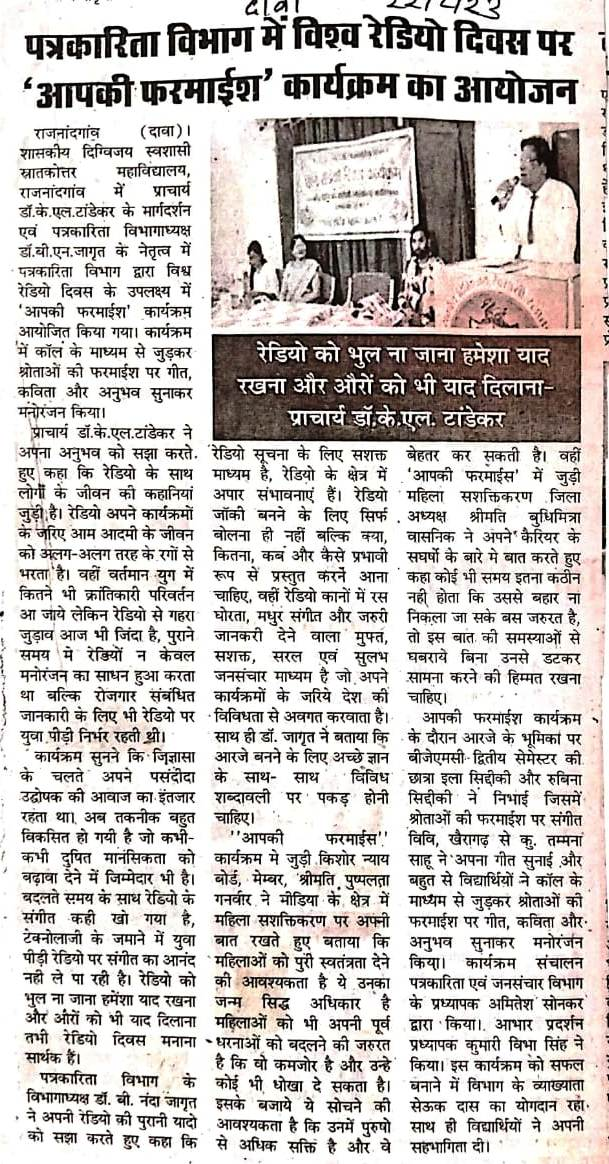 दावा
पत्रकारिता विभाग में विश्व रेडियो दिवस पर
'आपकी फरमाईश' कार्यक्रम का आयोजन
राजनांदगांव (दावा)।
शासकीय दिग्विजय स्वशासी
स्नातकोत्तर महाविद्यालय,
राजनांदगांव में प्राचार्य
डॉ.के.एल.टांडेकर के मार्गदर्शन
एवं पत्रकारिता विभागाध्यक्ष
डॉ.बी.एन.जागृत के नेतृत्व में
पत्रकारिता विभाग द्वारा विश्व
रेडियो दिवस के उपलक्ष्य में
'आपकी फरमाईश' कार्यक्रम
आयोजित किया गया। कार्यक्रम
में कॉल के माध्यम से जुड़कर
श्रोताओं की फरमाईश पर गीत,
कविता और अनुभव सुनाकर
मनोरंजन किया।
प्राचार्य डॉ.के.एल.टांडेकर ने
अपना अनुभव को सझा करते
हुए कहा कि रेडियो के साथ
लोगों के जीवन की कहानियां
जुड़ी है। रेडियो अपने कार्यक्रमों
के जरिए आम आदमी के जीवन
को अलग-अलग तरह के रगों से
भरता है। वहीं वर्तमान युग में
कितने भी क्रांतिकारी परिवर्तन
आ जाये लेकिन रेडियो से गहरा
जुड़ाव आज भी जिंदा है, पुराने
समय मे रेडियों न केवल
मनोरंजन का साधन हुआ करता
था बल्कि रोजगार संबंधित
जानकारी के लिए भी रेडियो पर
युवा पीड़ी निर्भर रहती थी।
कार्यक्रम सुनने कि जिज्ञासा
के चलते अपने पसंदीदा
उद्घोषक की आवाज का इंतजार
रहता था। अब तकनीक बहुत
विकसित हो गयी है जो कभी-
कभी दुषित मानसिकता को
बढ़ावा देने में जिम्मेदार भी है।
बदलते समय के साथ रेडियो के
संगीत कही खो गया है,
टेक्नोलाजी के जमाने में युवा
पीड़ी रेडियो पर संगीत का आनंद
नही ले पा रही है। रेडियो को
भुल ना जाना हमेंशा याद रखना
और औरों को भी याद दिलाना
तभी रेडियो दिवस मनाना
सार्थक हैं।
पत्रकारिता विभाग के
विभागाध्यक्ष डॉ. बी. नंदा जागृत
ने अपनी रेडियो की पुरानी यादो
को सझा करते हुए कहा कि
रेडियो को भुल ना जाना हमेशा याद
रखना और औरों को भी याद दिलाना-
प्राचार्य डॉ.के.एल. टांडेकर
रेडियो सूचना के लिए सशक्त
माध्यम है, रेडियो के क्षेत्र में
अपार संभावनाएं हैं। रेडियो
जॉकी बनने के लिए सिर्फ
बोलना ही नहीं बल्कि क्या,
कितना, कब और कैसे प्रभावी
रूप से प्रस्तुत करनें आना
चाहिए, वहीं रेडियो कानों में रस
घोरता, मधुर संगीत और जरुरी
जानकरी देने वाला मुफ्त,
सशक्त, सरल एवं सुलभ
जनसंचार माध्यम है जो अपने
कार्यक्रमों के जरिये देश की
विविधता से अवगत करवाता है।
साथ ही डॉ. जागृत ने बताया कि
आरजे बनने के लिए अच्छे ज्ञान
के साथ- साथ विविध
शब्दावली पर पकड़ होनी
चाहिए।
''आपकी फरमाईस''
कार्यक्रम मे जुड़ी किशोर न्याय
बोर्ड, मेम्बर, श्रीमति पुष्पलता
गनवीर ने मीडिया के क्षेत्र में
महिला सशक्तिकरण पर अपनी
बात रखते हुए बताया कि
महिलाओं को पुरी स्वतंत्रता देने
की आवश्यकता है ये उनका
जन्म सिद्ध अधिकार है
महिलाओं को भी अपनी पूर्व
धरनाओं को बदलने की जरुरत
है कि वो कमजोर है और उन्हे
कोई भी धोखा दे सकता है।
इसके बजाये ये सोचने की
आवश्यकता है कि उनमें पुरुषो
से अधिक सक्ति है और वे
बेहतर कर सकती है। वहीं
'आपकी फरमाईस' में जुड़ी
महिला सशक्तिकरण जिला
अध्यक्ष श्रीमति बुधिमित्रा
वासनिक ने अपने कैरियर के
सघर्षो के बारे मे बात करते हुए
कहा कोई भी समय इतना कठीन
नही होता कि उससे बहार ना
निकला जा सके बस जरुरत है,
तो इस बात की समस्याओं से
घबराये बिना उनसे डटकर
सामना करने की हिम्मत रखना
चाहिए।
आपकी फरमाईश कार्यक्रम
के दौरान आरजे के भूमिका पर
बीजेएमसी द्वितीय सेमेस्टर की
छात्रा इला सिद्दीकी और रुबिना
सिद्दीकी ने निभाई जिसमें
श्रोताओं की फरमाईश पर संगीत
विवि, खैरागढ़ से कु. तम्मना
साहू ने अपना गीत सुनाई और
बहुत से विद्यार्थियों ने कॉल के
माध्यम से जुड़कर श्रोताओं की
फरमाईश पर गीत, कविता और
अनुभव सुनाकर मनोरंजन
किया। कार्यक्रम संचालन
पत्रकारिता एवं जनसंचार विभाग
के प्रध्यापक अमितेश सोनकर
द्वारा किया। आभार प्रदर्शन
प्रध्यापक कुमारी विभा सिंह ने
किया। इस कार्यक्रम को सफल
बनाने में विभाग के व्याख्याता
सेऊक दास का योगदान रहा।
साथ ही विद्यार्थियों ने अपनी
सहभागिता दी।